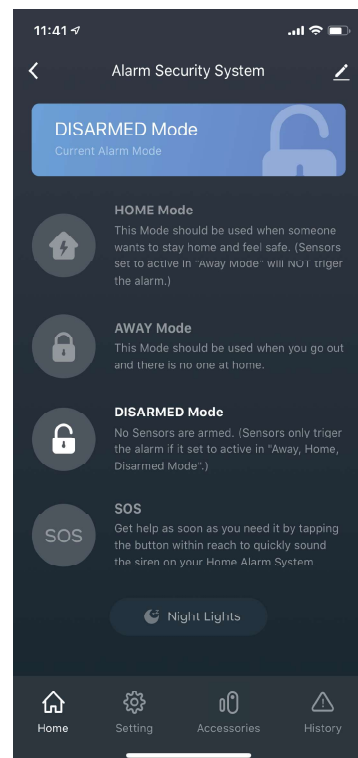 11:41
Alarm Security System
DISARMED Mode
Current Alarm Mode
HOME Mode
This Mode should be used when someone
wants to stay home and feel safe. (Sensors
set to active in "Away Mode" will NOT triger
the alarm.)
AWAY Mode
This Mode should be used when you go out
and there is no one at home.
DISARMED Mode
No Sensors are armed. (Sensors only triger
the alarm if it set to active in "Away, Home,
Disarmed Mode".)
SOS
SOS
Get help as soon as you need it by tapping
the button within reach to quickly sound
the siren on your Home Alarm System
Night Lights
Home Setting Accessories History